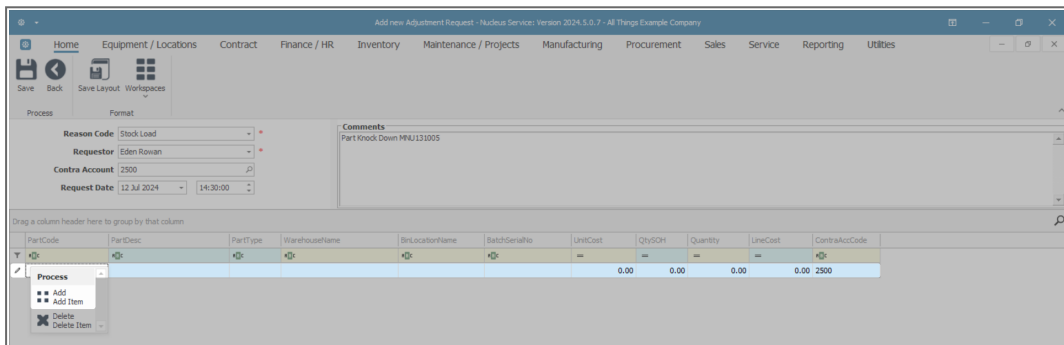 Add new Adjustment Request - Nucleus Service: Version 2024.5.0.7 - All Things Example Company
Home Equipment / Locations Contract Finance / HR Inventory Maintenance / Projects Manufacturing Procurement Sales Service Reporting Utilities
Save Back Save Layout Workspaces
Process Format
Reason Code Stock Load *
Requestor Eden Rowan *
Contra Account 2500
Request Date 12 Jul 2024 14:30:00
Comments
Part Knock Down MNU131005
Drag a column header here to group by that column
PartCode PartDesc PartType WarehouseName BinLocationName BatchSerialNo UnitCost QtySOH Quantity LineCost ContraAccCode
= = = =
0.00 0.00 0.00 0.00 2500
Process
Add
Add Item
Delete
Delete Item